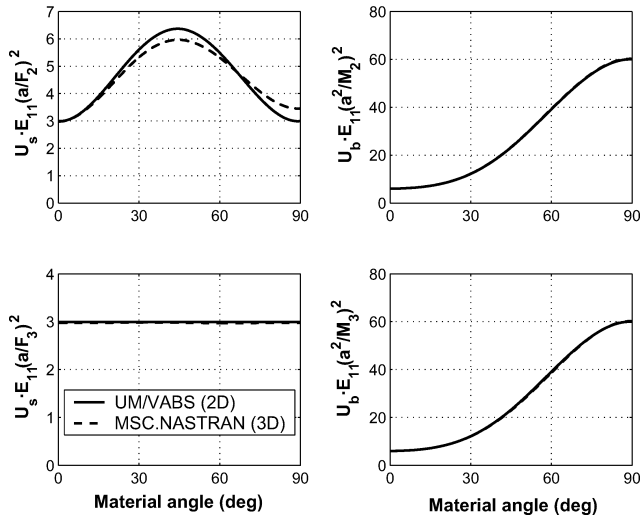 7
6
5
4
3
2
1
0
0 30 60 90
U_s·E_11(a/F_2)^2
80
60
40
20
0
0 30 60 90
U_b·E_11(a^2/M_2)^2
4
3
2
1
0
0 30 60 90
U_s·E_11(a/F_3)^2
UM/VABS (2D)
MSC.NASTRAN (3D)
Material angle (deg)
80
60
40
20
0
0 30 60 90
U_b·E_11(a^2/M_3)^2
Material angle (deg)